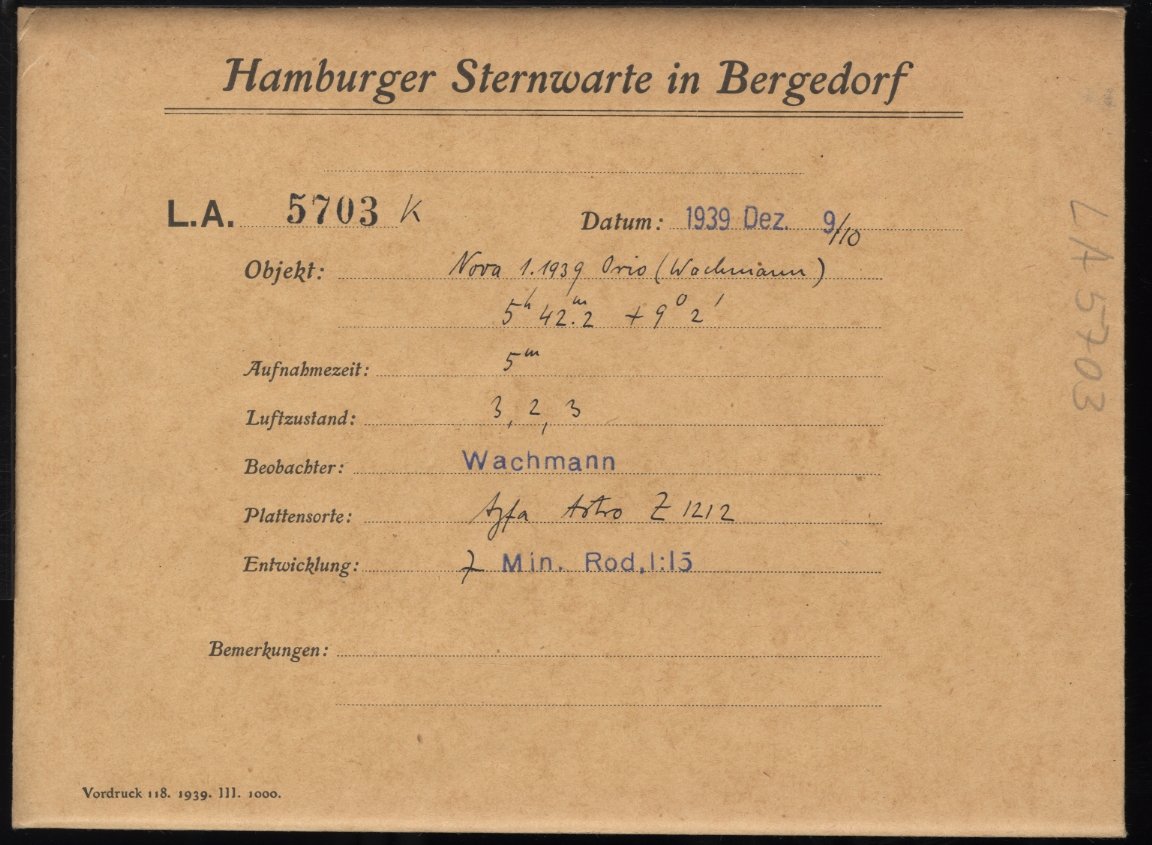 Hamburger Sternwarte in Bergedorf
L.A. 5703 K Datum: 1939 Dez. 9/10
Objekt: Nova 1.1939 Orio (Wachmann)
5ʰ 42.ᵐ2 + 9° 2′
Aufnahmezeit: 5ᵐ
Luftzustand: 3, 2, 3
Beobachter: Wachmann
Plattensorte: Agfa Astro Z 1212
Entwicklung: 7 Min. Rod, 1:15
Bemerkungen:
Vordruck 118. 1939. III. 1000.
LA 5703